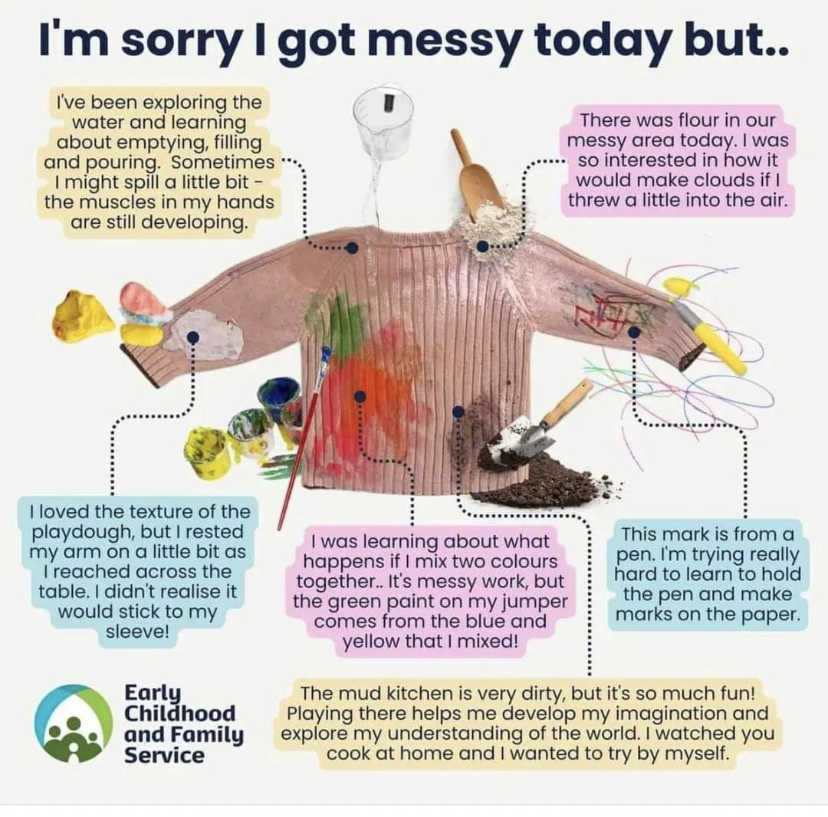 I'm sorry I got messy today but..
I've been exploring the
water and learning
about emptying, filling
and pouring. Sometimes
I might spill a little bit -
the muscles in my hands
are still developing.
There was flour in our
messy area today. I was
so interested in how it
would make clouds if I
threw a little into the air.
I loved the texture of the
playdough, but I rested
my arm on a little bit as
I reached across the
table. I didn't realise it
would stick to my
sleeve!
I was learning about what
happens if I mix two colours
together.. It's messy work, but
the green paint on my jumper
comes from the blue and
yellow that I mixed!
This mark is from a
pen. I'm trying really
hard to learn to hold
the pen and make
marks on the paper.
Early
Childhood
and Family
Service
The mud kitchen is very dirty, but it's so much fun!
Playing there helps me develop my imagination and
explore my understanding of the world. I watched you
cook at home and I wanted to try by myself.